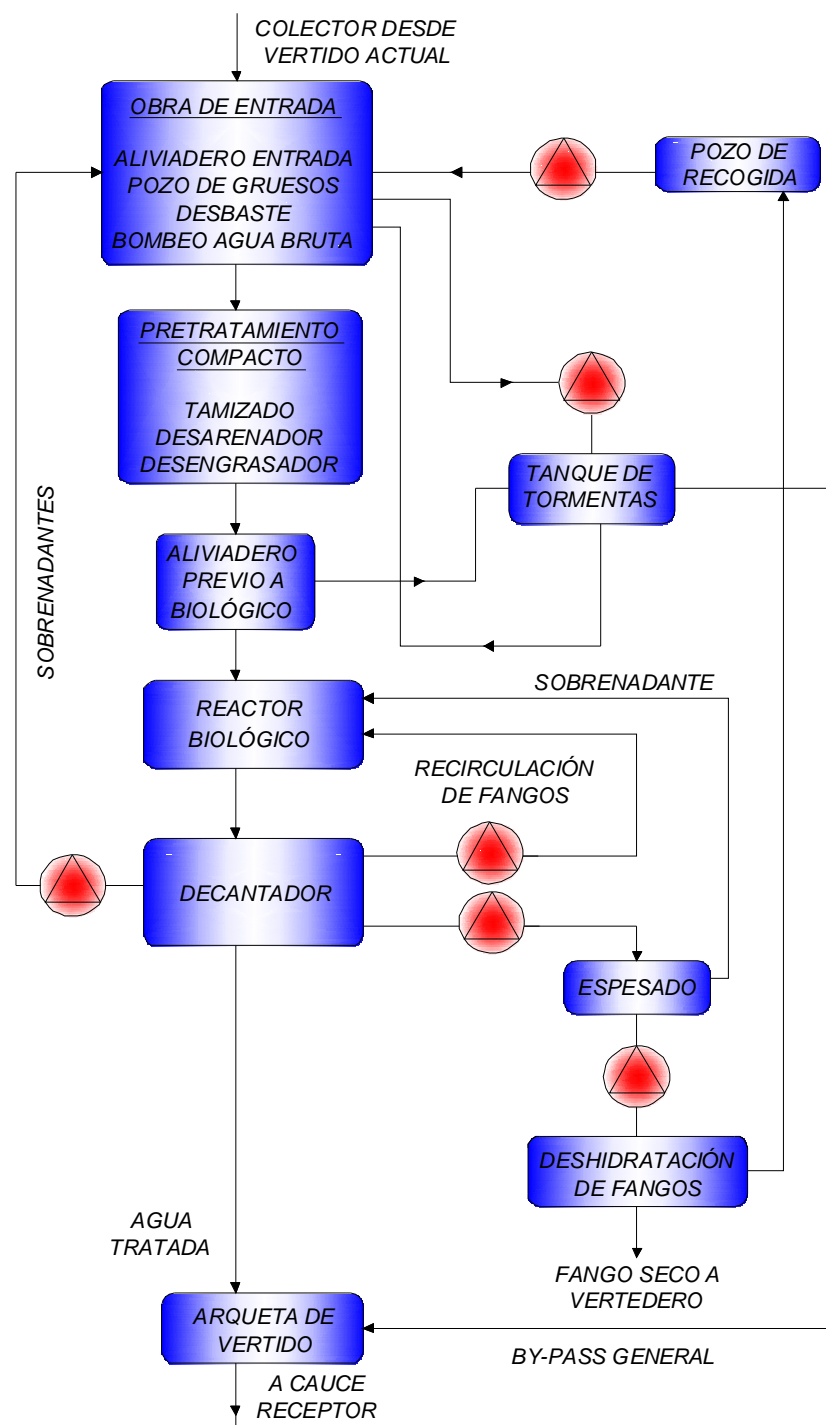 COLECTOR DESDE
VERTIDO ACTUAL
OBRA DE ENTRADA
ALIVIADERO ENTRADA
POZO DE GRUESOS
DESBASTE
BOMBEO AGUA BRUTA
POZO DE
RECOGIDA
PRETRATAMIENTO
COMPACTO
TAMIZADO
DESARENADOR
DESENGRASADOR
TANQUE DE
TORMENTAS
SOBRENADANTES
ALIVIADERO
PREVIO A
BIOLÓGICO
SOBRENADANTE
REACTOR
BIOLÓGICO
RECIRCULACIÓN
DE FANGOS
DECANTADOR
ESPESADO
DESHIDRATACIÓN
DE FANGOS
AGUA
TRATADA
FANGO SECO A
VERTEDERO
ARQUETA DE
VERTIDO
BY-PASS GENERAL
A CAUCE
RECEPTOR